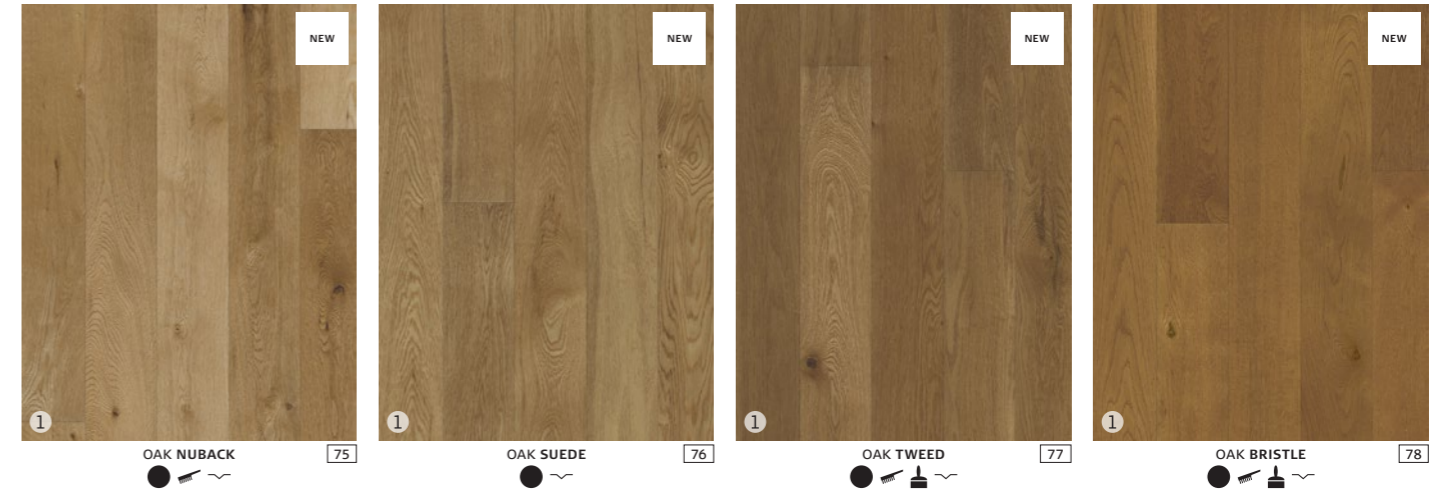 NEW
NEW
NEW
NEW
1
1
1
1
OAK NUBACK 75
OAK SUEDE 76
OAK TWEED 77
OAK BRISTLE 78